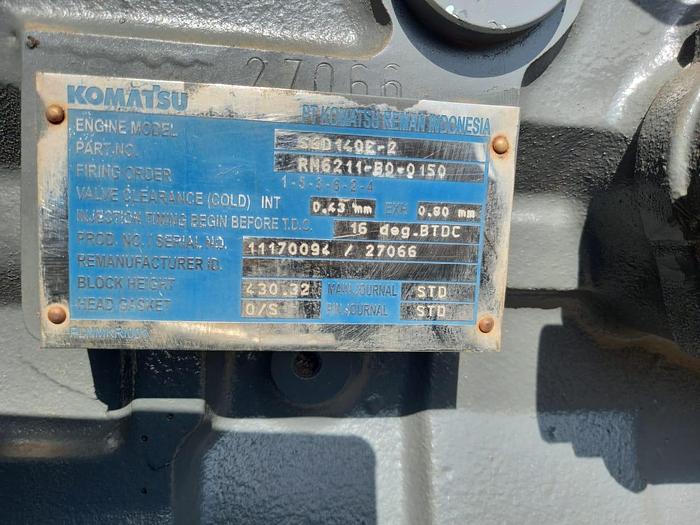 27066
KOMATSU
PT KOMATSU REMAN INDONESIA
ENGINE MODEL S6D140E-2
PART.NO. RM6211-B0-0150
FIRING ORDER 1-5-3-6-2-4
VALVE CLEARANCE (COLD) INT 0.43 mm EXH 0.80 mm
INJECTION TIMING BEGIN BEFORE T.D.C. 16 deg.BTDC
PROD. NO. / SERIAL NO. 11170094 / 27066
REMANUFACTURER ID.
BLOCK HEIGHT 430.32 MAIN JOURNAL STD
HEAD GASKET O/S PIN JOURNAL STD